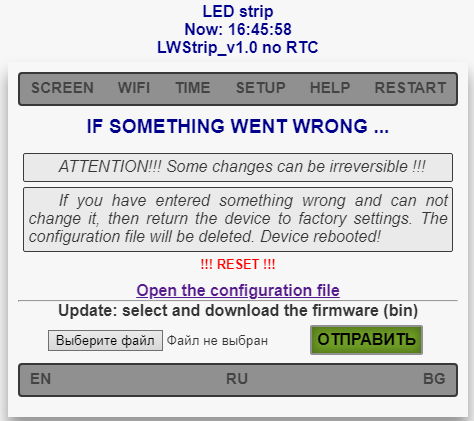 LED strip
Now: 16:45:58
LWStrip_v1.0 no RTC
SCREEN WIFI TIME SETUP HELP RESTART
IF SOMETHING WENT WRONG ...
ATTENTION!!! Some changes can be irreversible !!!
If you have entered something wrong and can not
change it, then return the device to factory settings. The
configuration file will be deleted. Device rebooted!
!!! RESET !!!
Open the configuration file
Update: select and download the firmware (bin)
Выберите файл Файл не выбран ОТПРАВИТЬ
EN RU BG